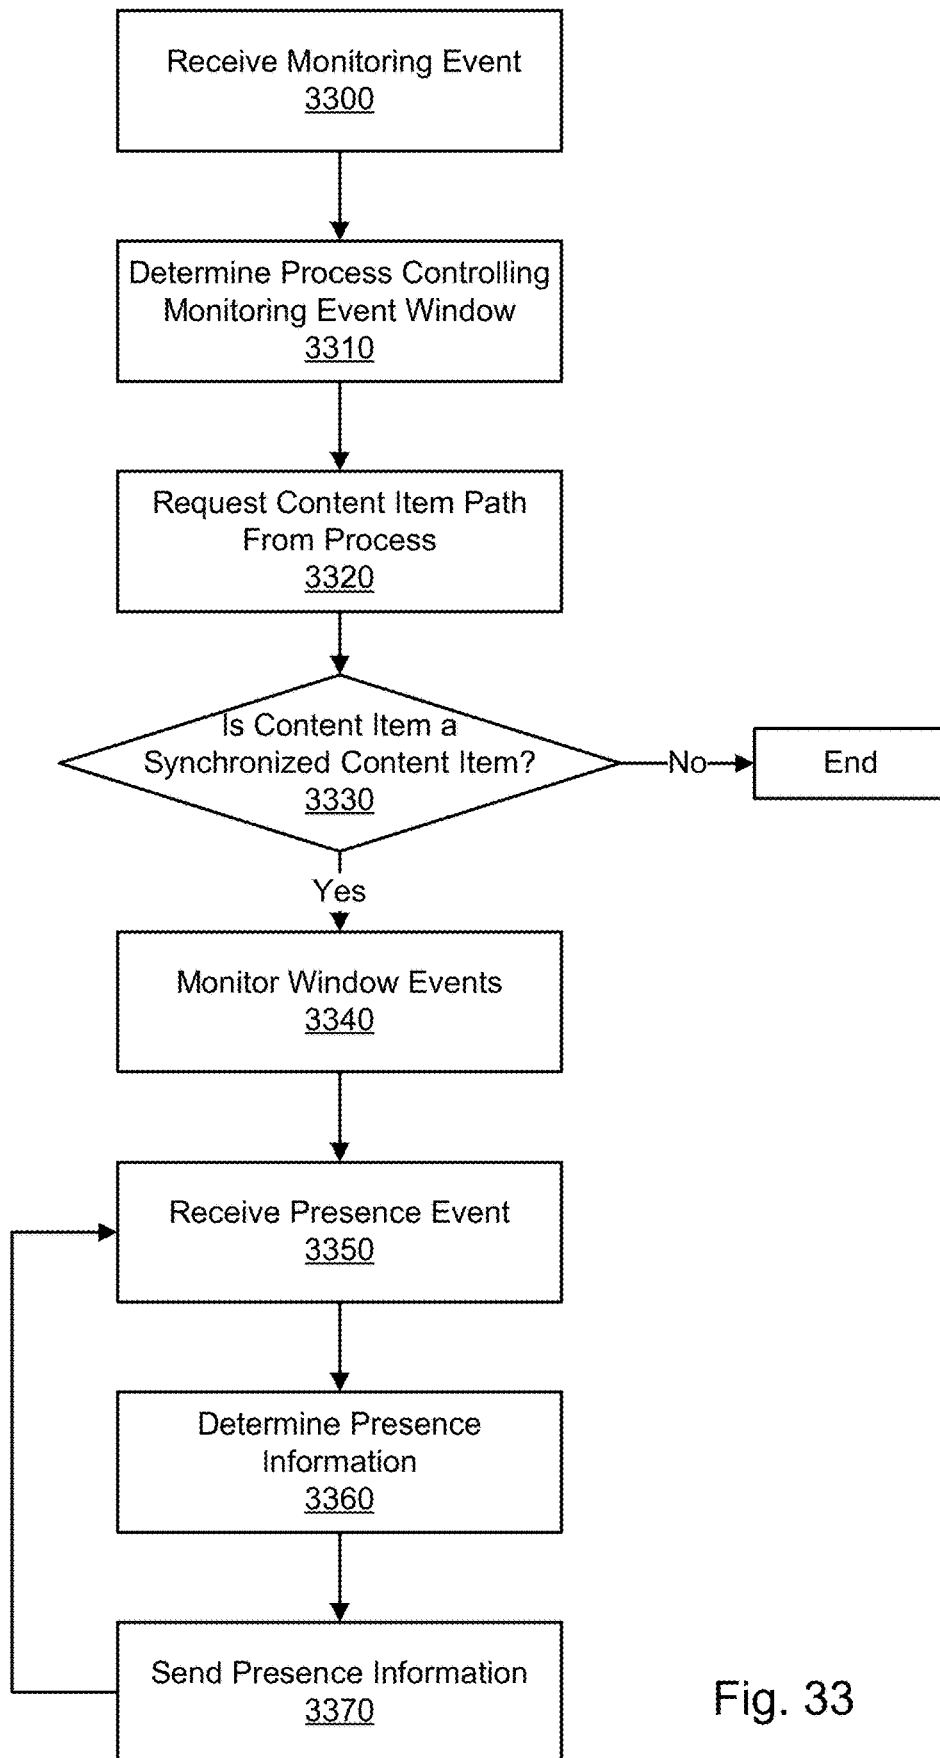 Receive Monitoring Event
3300
Determine Process Controlling
Monitoring Event Window
3310
Request Content Item Path
From Process
3320
Is Content Item a
Synchronized Content Item?
3330
No
End
Yes
Monitor Window Events
3340
Receive Presence Event
3350
Determine Presence
Information
3360
Send Presence Information
3370
Fig. 33